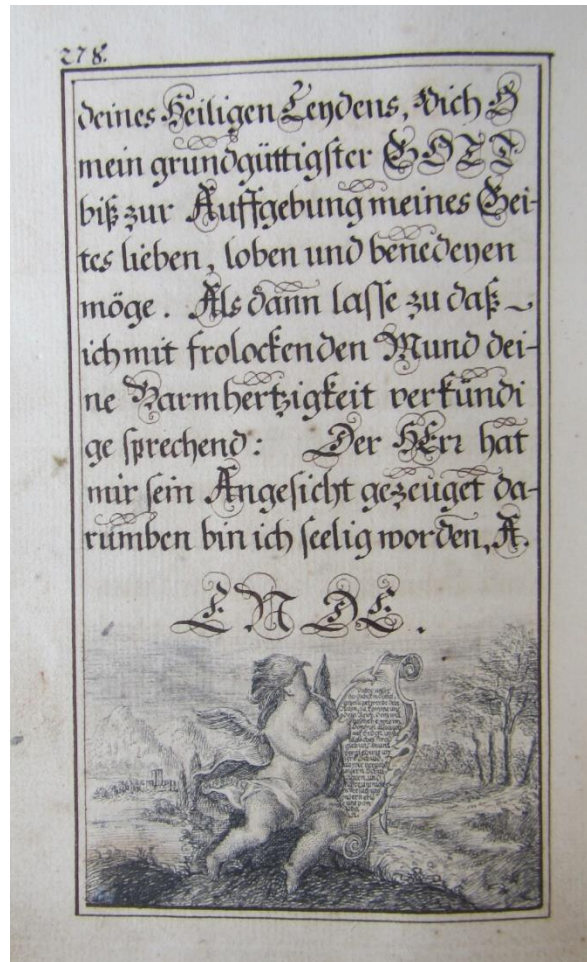 278.
deines Heiligen Leydens, dich O
mein grundgüttigster GOTT
biß zur Auffgebung meines Gei-
tes lieben, loben und benedeyen
möge. Als dann lasse zu daß
ich mit frolockenden Mund dei-
ne Barmhertzigkeit verkündi
ge sprechend: Der HErr hat
mir sein Angesicht gezeuget da-
rumben bin ich seelig worden, A.
ENDE.
Vatter unser